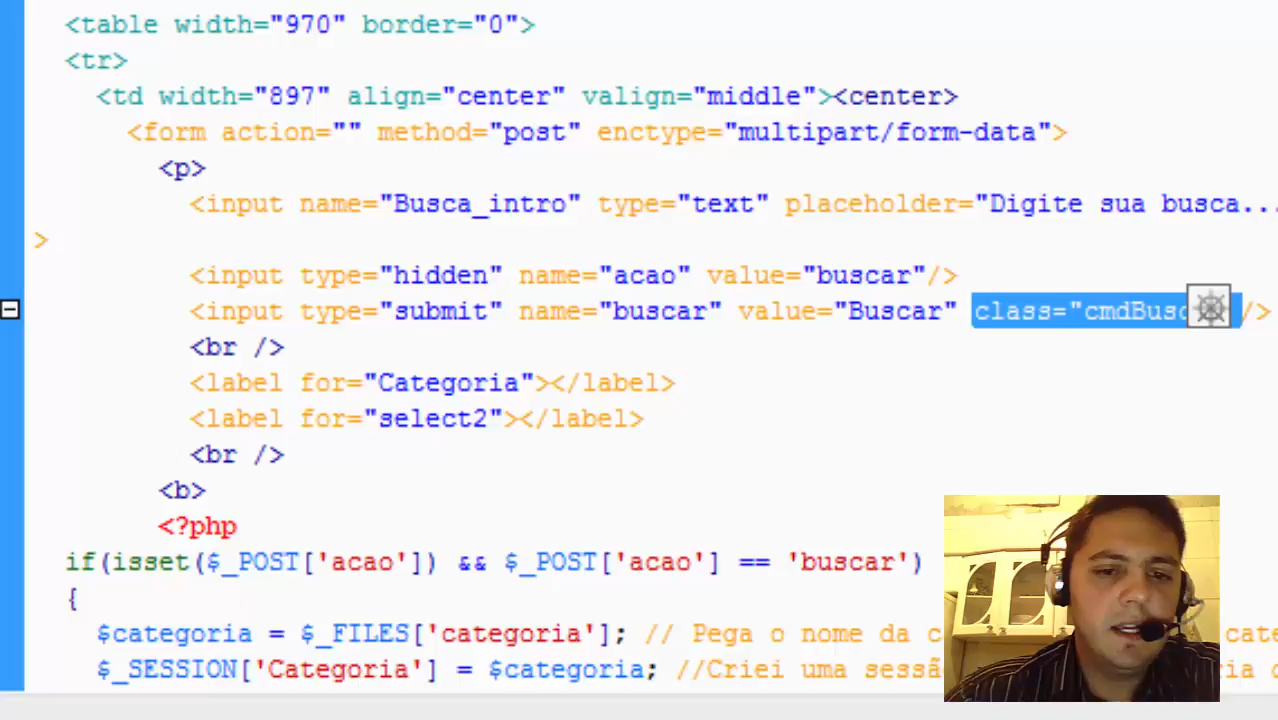 <table width="970" border="0">
<tr>
<td width="897" align="center" valign="middle"><center>
<form action="" method="post" enctype="multipart/form-data">
<p>
<input name="Busca_intro" type="text" placeholder="Digite sua busca...
>
<input type="hidden" name="acao" value="buscar"/>
<input type="submit" name="buscar" value="Buscar" class="cmdBusc />
<br />
<label for="Categoria"></label>
<label for="select2"></label>
<br />
<b>
<?php
if(isset($_POST['acao']) && $_POST['acao'] == 'buscar')
{
$categoria = $_FILES['categoria']; // Pega o nome da c cate
$_SESSION['Categoria'] = $categoria; //Criei uma sessã ia